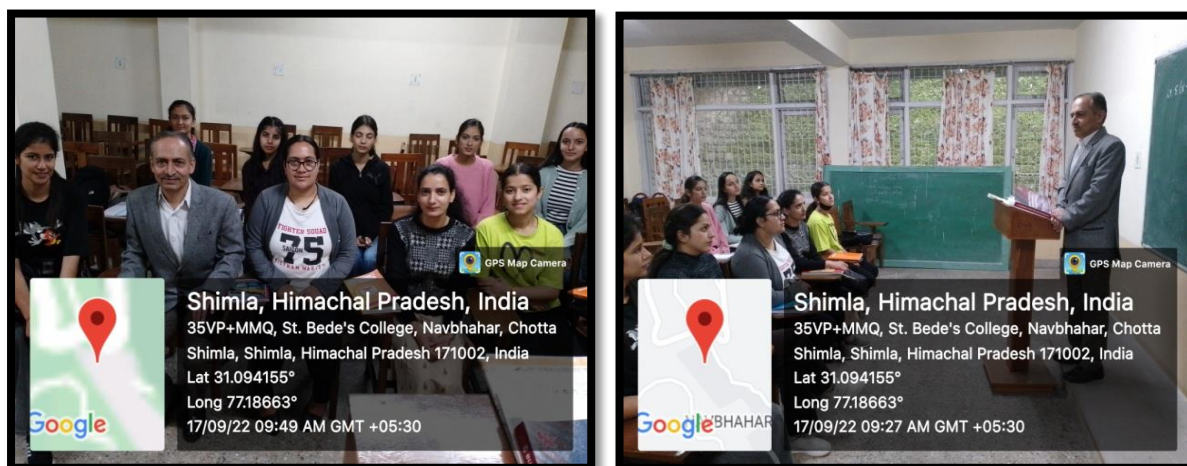 FIGHTER SQUAD
75
GPS Map Camera
Shimla, Himachal Pradesh, India
35VP+MMQ, St. Bede's College, Navbhahar, Chotta
Shimla, Shimla, Himachal Pradesh 171002, India
Lat 31.094155°
Long 77.18663°
17/09/22 09:49 AM GMT +05:30
Google
GPS Map Camera
Shimla, Himachal Pradesh, India
35VP+MMQ, St. Bede's College, Navbhahar, Chotta
Shimla, Shimla, Himachal Pradesh 171002, India
Lat 31.094155°
Long 77.18663°
17/09/22 09:27 AM GMT +05:30
Google